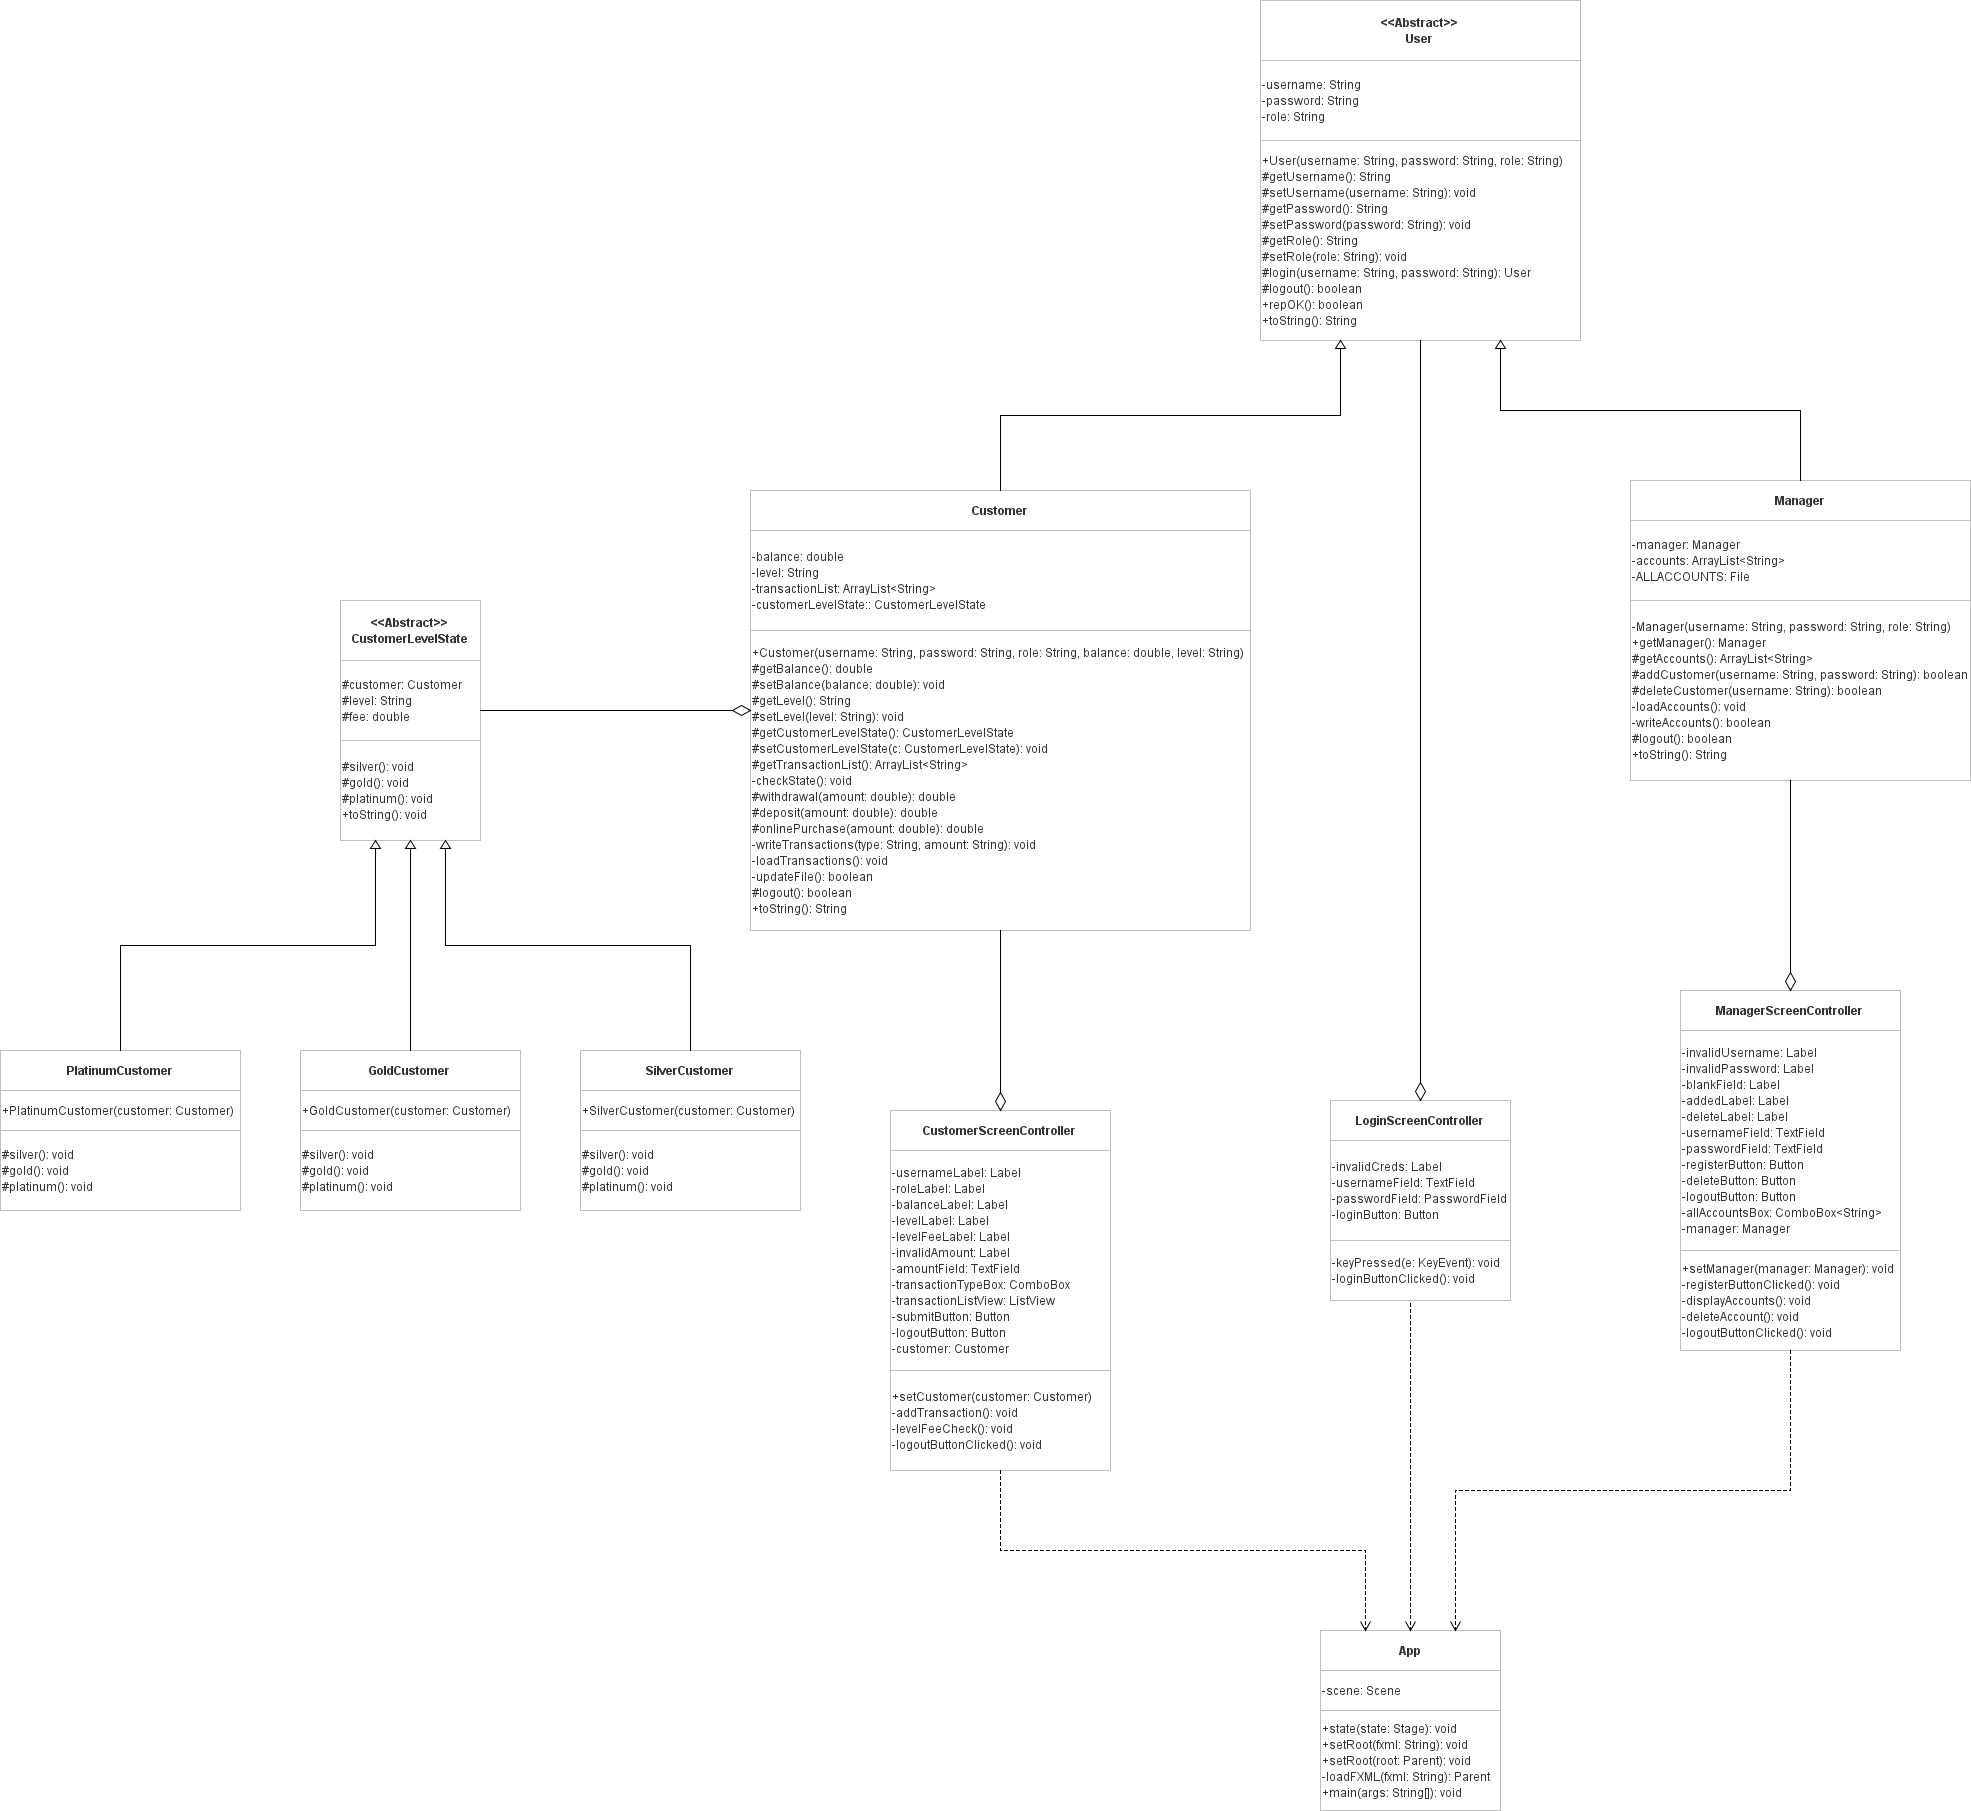 <<Abstract>>
User
-username: String
-password: String
-role: String
+User(username: String, password: String, role: String)
#getUsername(): String
#setUsername(username: String): void
#getPassword(): String
#setPassword(password: String): void
#getRole(): String
#setRole(role: String): void
#login(username: String, password: String): User
#logout(): boolean
+repOK(): boolean
+toString(): String
Customer
-balance: double
-level: String
-transactionList: ArrayList<String>
-customerLevelState:: CustomerLevelState
+Customer(username: String, password: String, role: String, balance: double, level: String)
#getBalance(): double
#setBalance(balance: double): void
#getLevel(): String
#setLevel(level: String): void
#getCustomerLevelState(): CustomerLevelState
#setCustomerLevelState(c: CustomerLevelState): void
#getTransactionList(): ArrayList<String>
-checkState(): void
#withdrawal(amount: double): double
#deposit(amount: double): double
#onlinePurchase(amount: double): double
-writeTransactions(type: String, amount: String): void
-loadTransactions(): void
-updateFile(): boolean
#logout(): boolean
+toString(): String
Manager
-manager: Manager
-accounts: ArrayList<String>
-ALLACCOUNTS: File
-Manager(username: String, password: String, role: String)
+getManager(): Manager
#getAccounts(): ArrayList<String>
#addCustomer(username: String, password: String): boolean
#deleteCustomer(username: String): boolean
-loadAccounts(): void
-writeAccounts(): boolean
#logout(): boolean
+toString(): String
<<Abstract>>
CustomerLevelState
#customer: Customer
#level: String
#fee: double
#silver(): void
#gold(): void
#platinum(): void
+toString(): void
PlatinumCustomer
+PlatinumCustomer(customer: Customer)
#silver(): void
#gold(): void
#platinum(): void
GoldCustomer
+GoldCustomer(customer: Customer)
#silver(): void
#gold(): void
#platinum(): void
SilverCustomer
+SilverCustomer(customer: Customer)
#silver(): void
#gold(): void
#platinum(): void
CustomerScreenController
-usernameLabel: Label
-roleLabel: Label
-balanceLabel: Label
-levelLabel: Label
-levelFeeLabel: Label
-invalidAmount: Label
-amountField: TextField
-transactionTypeBox: ComboBox
-transactionListView: ListView
-submitButton: Button
-logoutButton: Button
-customer: Customer
+setCustomer(customer: Customer)
-addTransaction(): void
-levelFeeCheck(): void
-logoutButtonClicked(): void
LoginScreenController
-invalidCreds: Label
-usernameField: TextField
-passwordField: PasswordField
-loginButton: Button
-keyPressed(e: KeyEvent): void
-loginButtonClicked(): void
ManagerScreenController
-invalidUsername: Label
-invalidPassword: Label
-blankField: Label
-addedLabel: Label
-deleteLabel: Label
-usernameField: TextField
-passwordField: TextField
-registerButton: Button
-deleteButton: Button
-logoutButton: Button
-allAccountsBox: ComboBox<String>
-manager: Manager
+setManager(manager: Manager): void
-registerButtonClicked(): void
-displayAccounts(): void
-deleteAccount(): void
-logoutButtonClicked(): void
App
-scene: Scene
+state(state: Stage): void
+setRoot(fxml: String): void
+setRoot(root: Parent): void
-loadFXML(fxml: String): Parent
+main(args: String[]): void